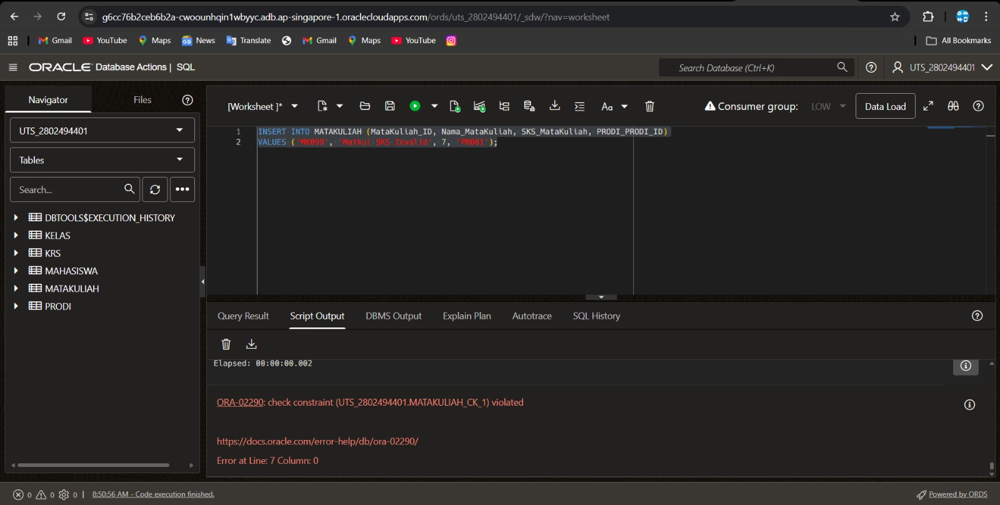 g6cc76b2ceb6b2a-cwoounhqin1wbyyc.adb.ap-singapore-1.oraclecloudapps.com/ords/uts_2802494401/_sdw/?nav=worksheet
Gmail YouTube Maps News Translate Gmail Maps YouTube All Bookmarks
ORACLE Database Actions | SQL Search Database (Ctrl+K) UTS_2802494401
Navigator Files
[Worksheet ]* Aa Consumer group: LOW Data Load
UTS_2802494401
Tables
Search...
DBTOOLS$EXECUTION_HISTORY
KELAS
KRS
MAHASISWA
MATAKULIAH
PRODI
1 INSERT INTO MATAKULIAH (MataKuliah_ID, Nama_MataKuliah, SKS_MataKuliah, PRODI_PRODI_ID)
2 VALUES ('MK099', 'Matkul SKS Invalid', 7, 'PRD01');
Query Result Script Output DBMS Output Explain Plan Autotrace SQL History
Elapsed: 00:00:00.002
ORA-02290: check constraint (UTS_2802494401.MATAKULIAH_CK_1) violated
https://docs.oracle.com/error-help/db/ora-02290/
Error at Line: 7 Column: 0
0 0 0 | 8:50:56 AM - Code execution finished. Powered by ORDS